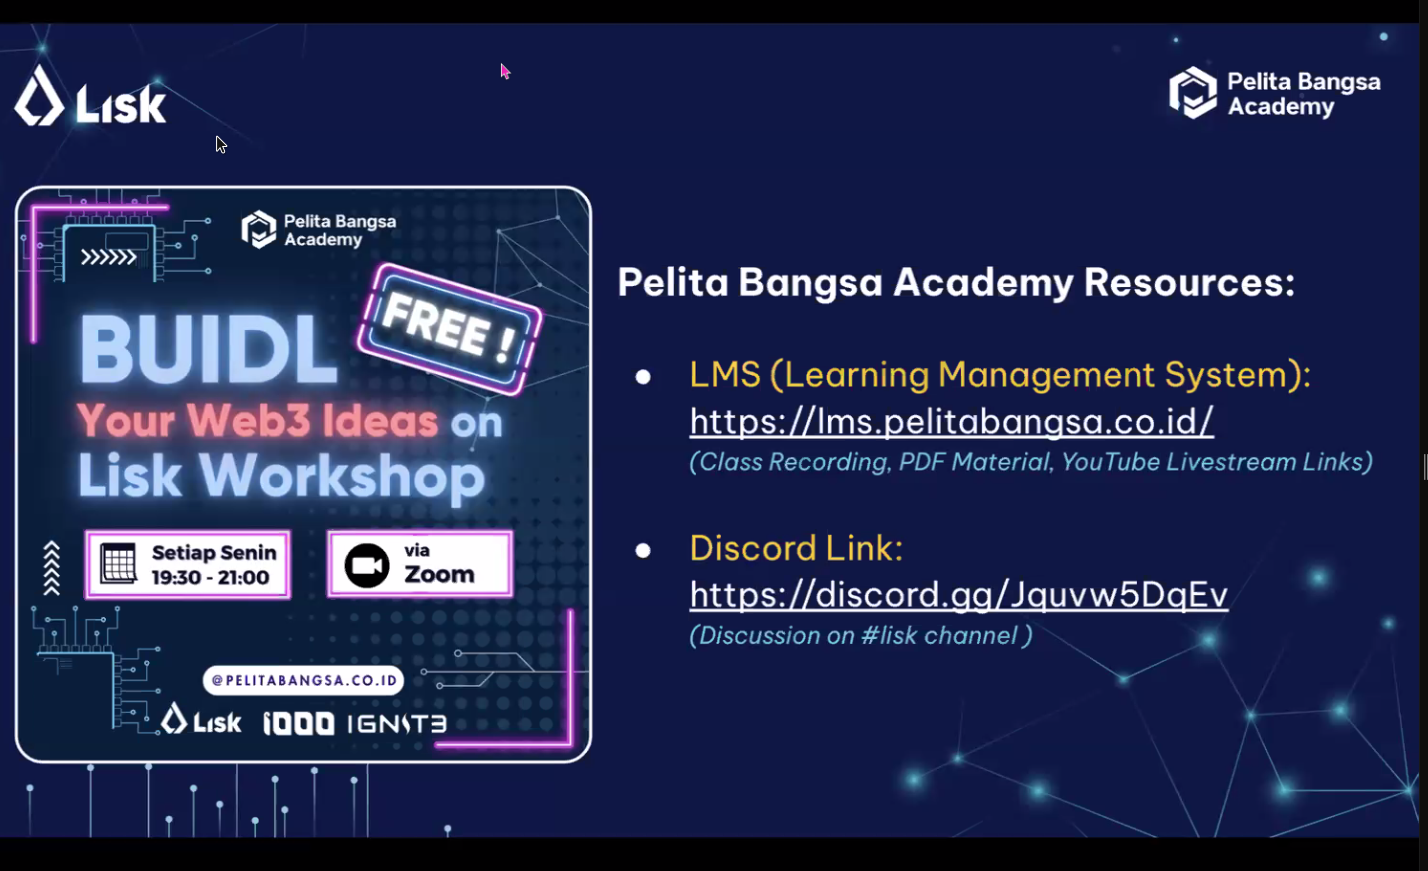 Lisk
Pelita Bangsa
Academy
Pelita Bangsa
Academy
FREE !
BUIDL
Your Web3 Ideas on
Lisk Workshop
Setiap Senin
19:30 - 21:00
via
Zoom
@PELITABANGSA.CO.ID
Lisk i000 IGNIT3
Pelita Bangsa Academy Resources:
● LMS (Learning Management System):
https://lms.pelitabangsa.co.id/
(Class Recording, PDF Material, YouTube Livestream Links)
● Discord Link:
https://discord.gg/Jquvw5DqEv
(Discussion on #lisk channel )